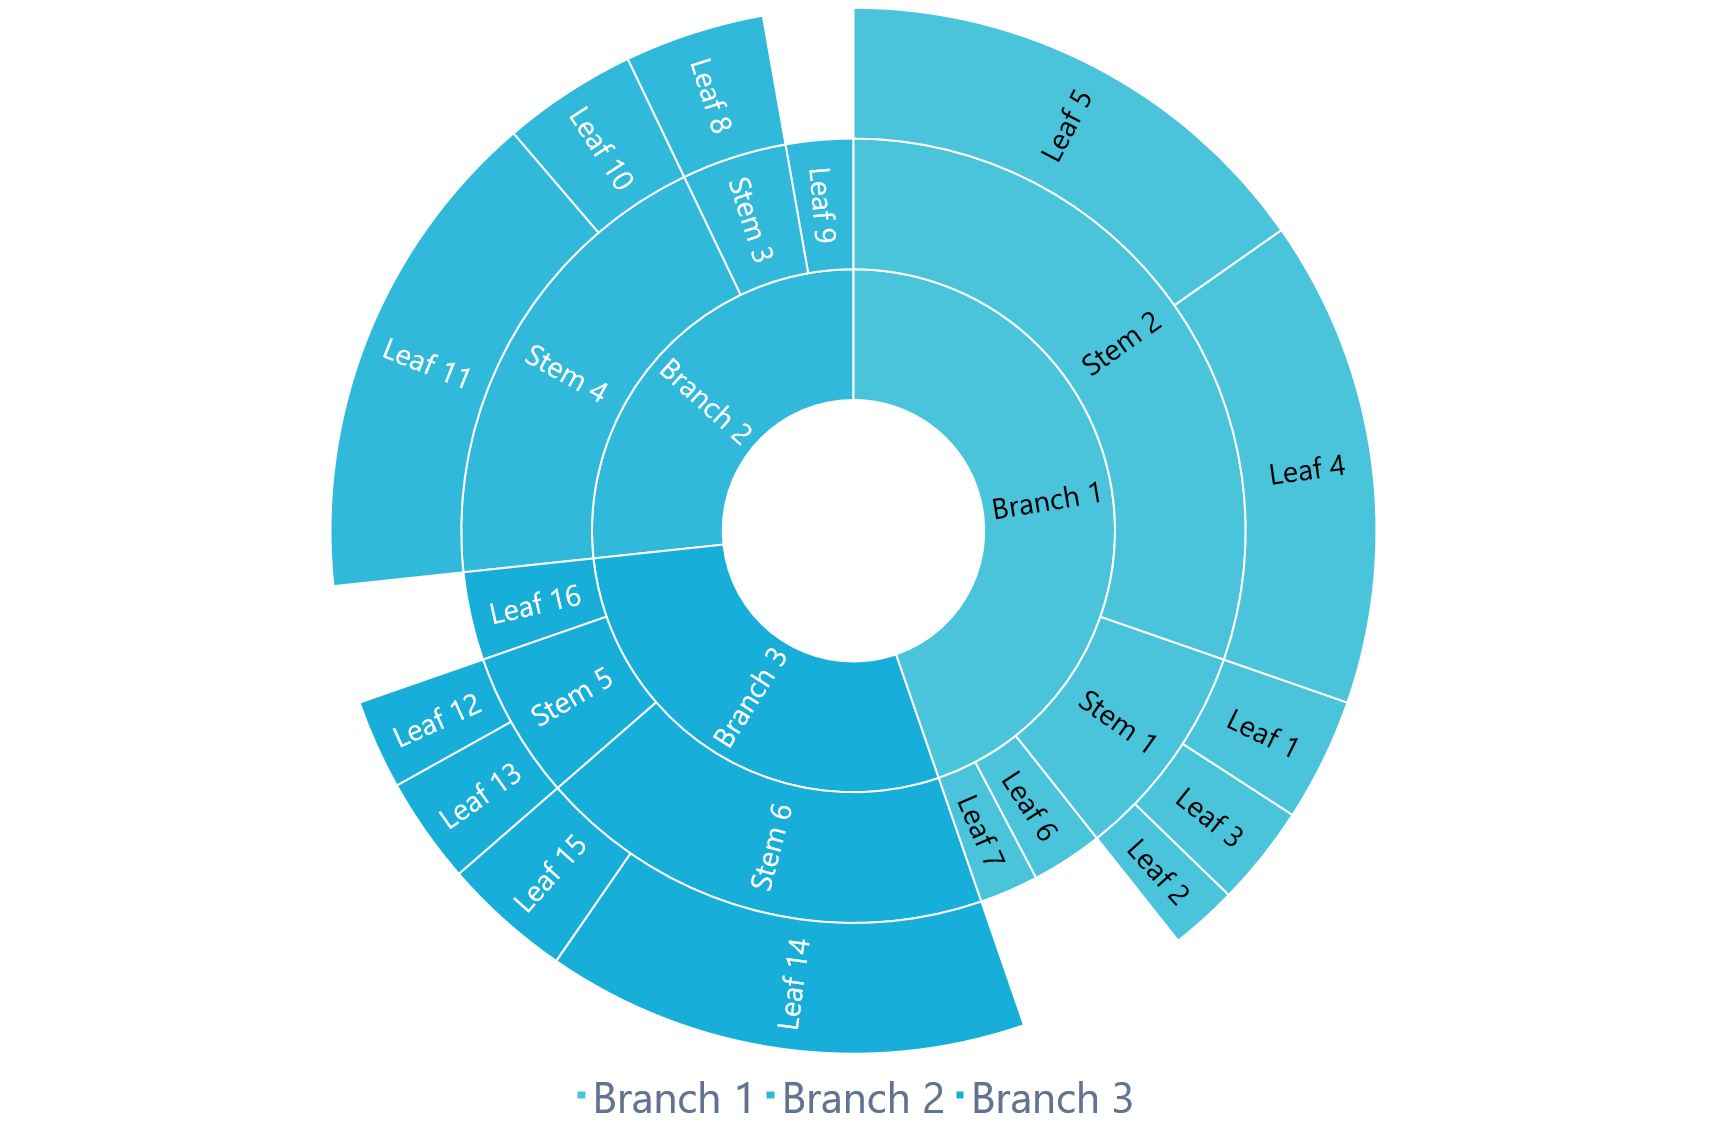 Leaf 5
Leaf 8
Leaf 10
Leaf 9
Stem 3
Stem 2
Leaf 11
Stem 4
Branch 2
Leaf 4
Branch 1
Leaf 16
Stem 5
Branch 3
Stem 1
Leaf 1
Leaf 12
Leaf 13
Leaf 6
Leaf 3
Leaf 7
Stem 6
Leaf 15
Leaf 2
Leaf 14
Branch 1 Branch 2 Branch 3